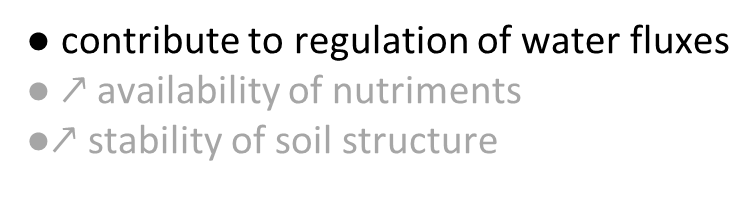 ● contribute to regulation of water fluxes
● ↗ availability of nutriments
●↗ stability of soil structure